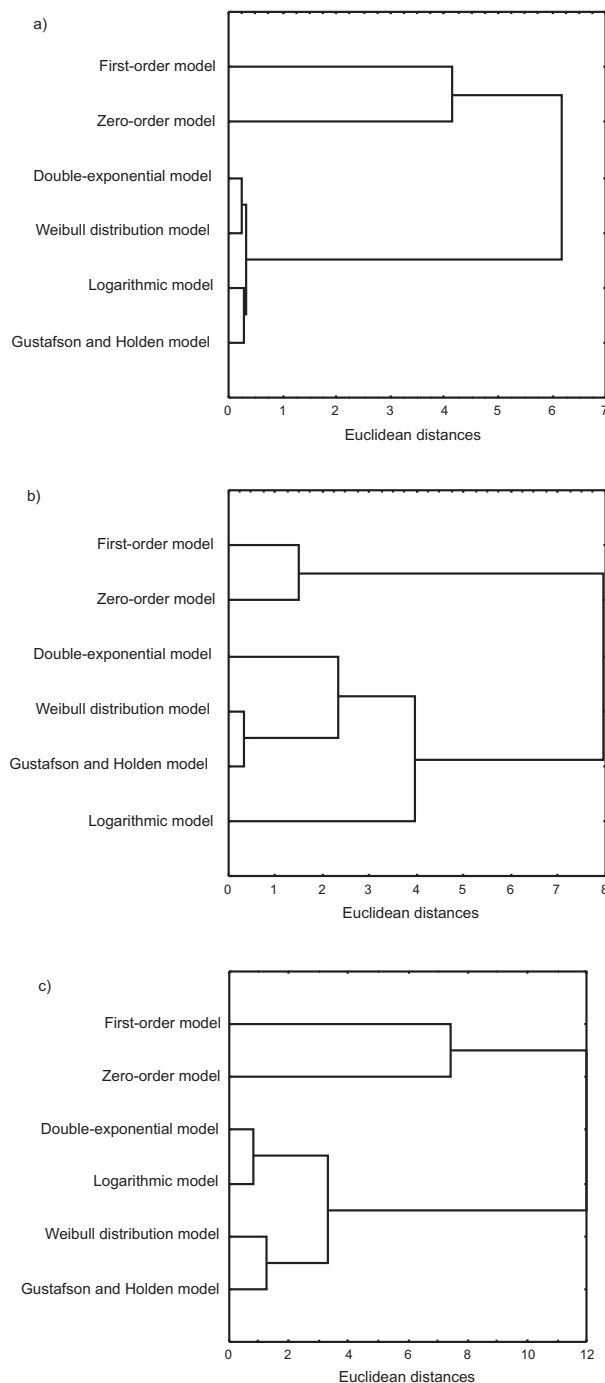 a)
First-order model
Zero-order model
Double-exponential model
Weibull distribution model
Logarithmic model
Gustafson and Holden model
0 1 2 3 4 5 6 7
Euclidean distances
b)
First-order model
Zero-order model
Double-exponential model
Weibull distribution model
Gustafson and Holden model
Logarithmic model
0 1 2 3 4 5 6 7 8
Euclidean distances
c)
First-order model
Zero-order model
Double-exponential model
Logarithmic model
Weibull distribution model
Gustafson and Holden model
0 2 4 6 8 10 12
Euclidean distances